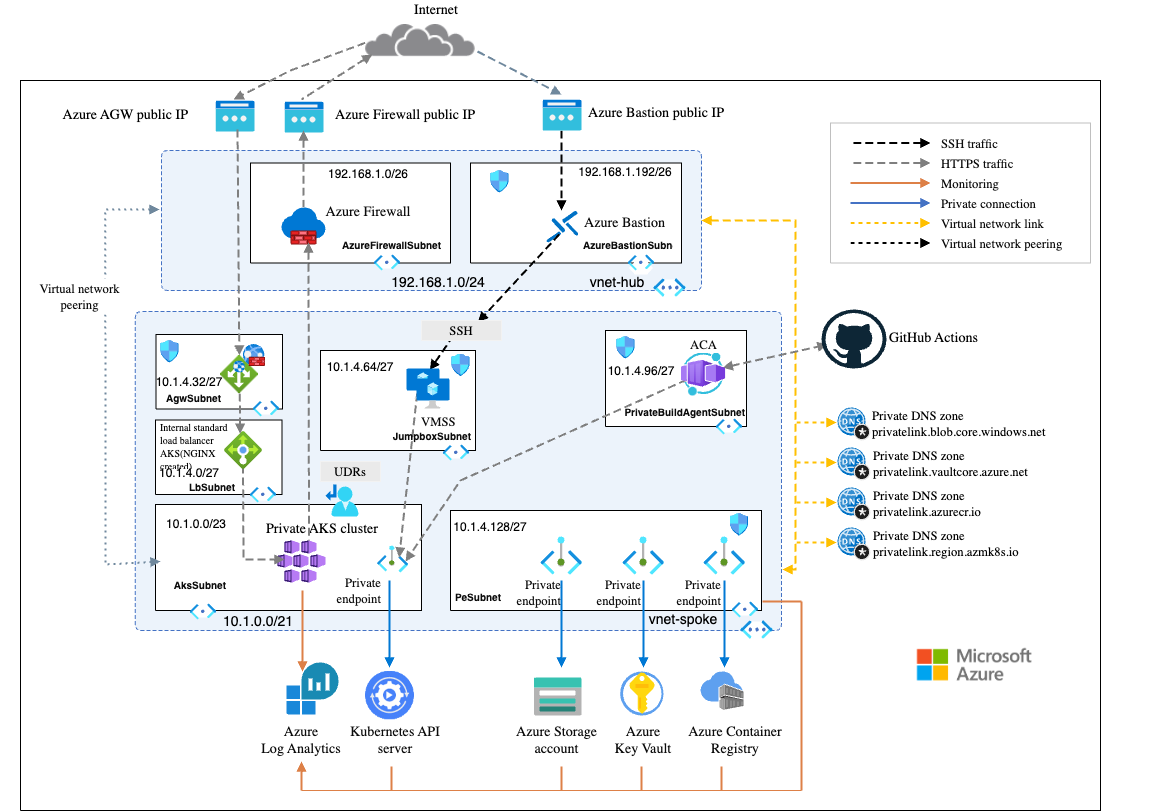 Internet
Azure AGW public IP
Azure Firewall public IP
Azure Bastion public IP
SSH traffic
HTTPS traffic
Monitoring
Private connection
Virtual network link
Virtual network peering
192.168.1.0/26
Azure Firewall
AzureFirewallSubnet
192.168.1.192/26
Azure Bastion
AzureBastionSubn
192.168.1.0/24
vnet-hub
Virtual network
peering
SSH
GitHub Actions
10.1.4.32/27
AgwSubnet
10.1.4.64/27
VMSS
JumpboxSubnet
ACA
10.1.4.96/27
PrivateBuildAgentSubnet
Internal standard
load balancer
AKS(NGINX
created)
10.1.4.0/27
LbSubnet
UDRs
Private DNS zone
privatelink.blob.core.windows.net
Private DNS zone
privatelink.vaultcore.azure.net
Private DNS zone
privatelink.azurecr.io
Private DNS zone
privatelink.region.azmk8s.io
DNS
DNS
DNS
DNS
10.1.0.0/23
Private AKS cluster
Private
endpoint
AksSubnet
10.1.4.128/27
Private
endpoint
Private
endpoint
Private
endpoint
PeSubnet
10.1.0.0/21
vnet-spoke
Microsoft
Azure
Azure
Log Analytics
Kubernetes API
server
Azure Storage
account
Azure
Key Vault
Azure Container
Registry